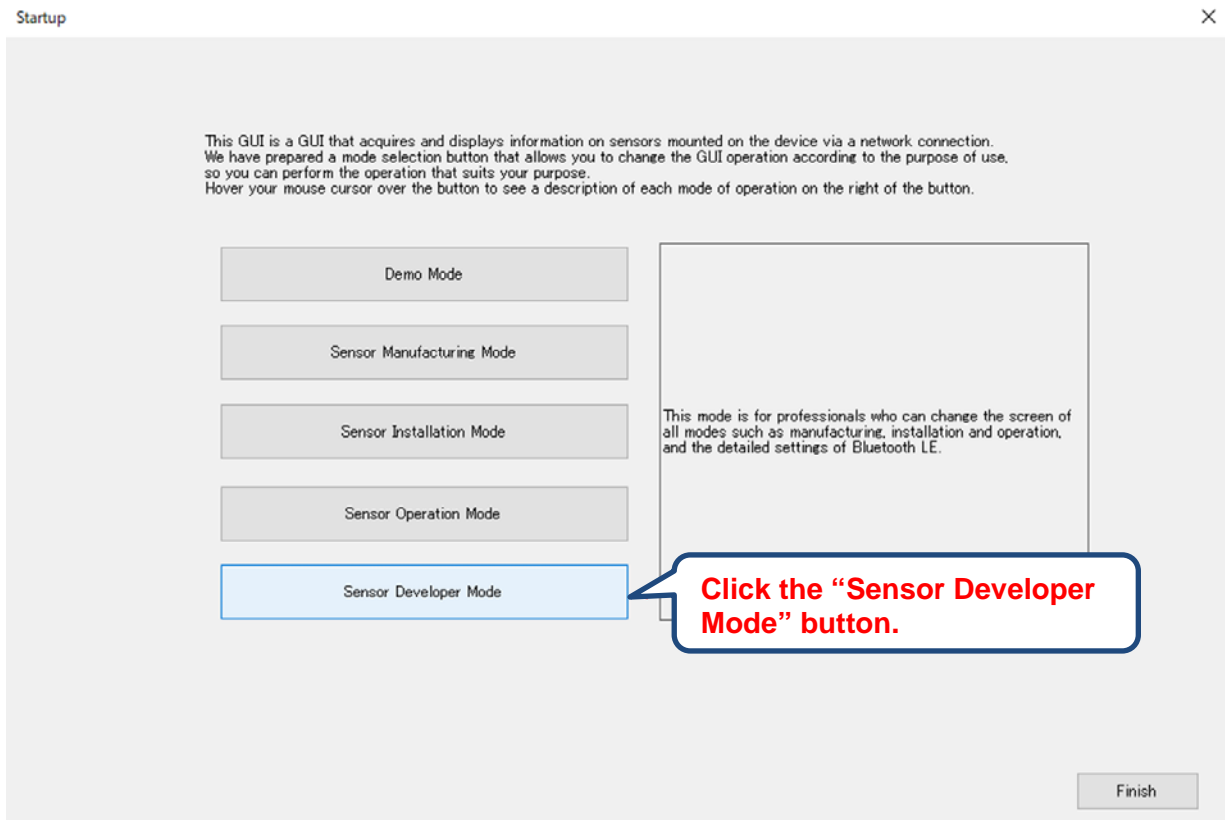 Startup
This GUI is a GUI that acquires and displays information on sensors mounted on the device via a network connection.
We have prepared a mode selection button that allows you to change the GUI operation according to the purpose of use,
so you can perform the operation that suits your purpose.
Hover your mouse cursor over the button to see a description of each mode of operation on the right of the button.
Demo Mode
Sensor Manufacturing Mode
Sensor Installation Mode
Sensor Operation Mode
Sensor Developer Mode
This mode is for professionals who can change the screen of
all modes such as manufacturing, installation and operation,
and the detailed settings of Bluetooth LE.
Click the “Sensor Developer
Mode” button.
Finish